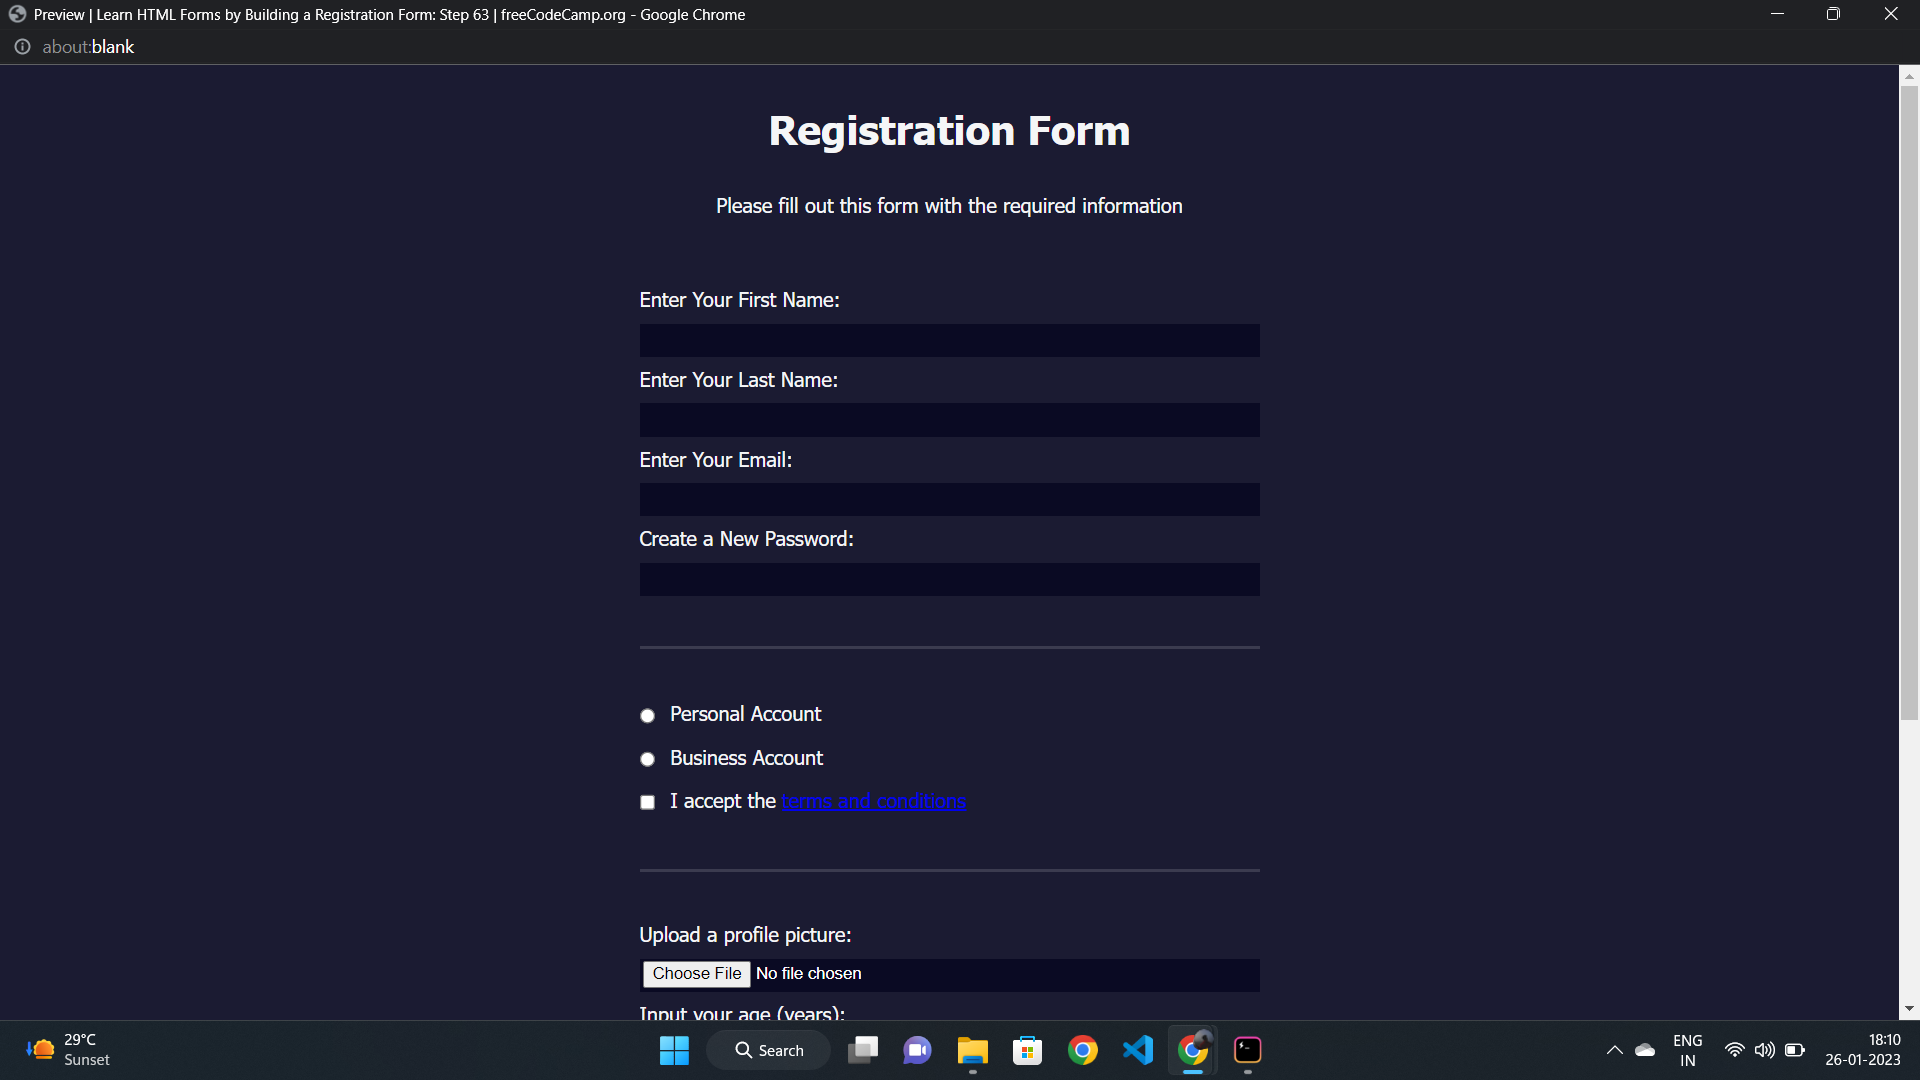 Preview | Learn HTML Forms by Building a Registration Form: Step 63 | freeCodeCamp.org - Google Chrome
about:blank
Registration Form
Please fill out this form with the required information
Enter Your First Name:
Enter Your Last Name:
Enter Your Email:
Create a New Password:
Personal Account
Business Account
I accept the terms and conditions
Upload a profile picture:
Choose File No file chosen
Input your age (years):
29°C
Sunset
Search
ENG
IN
18:10
26-01-2023